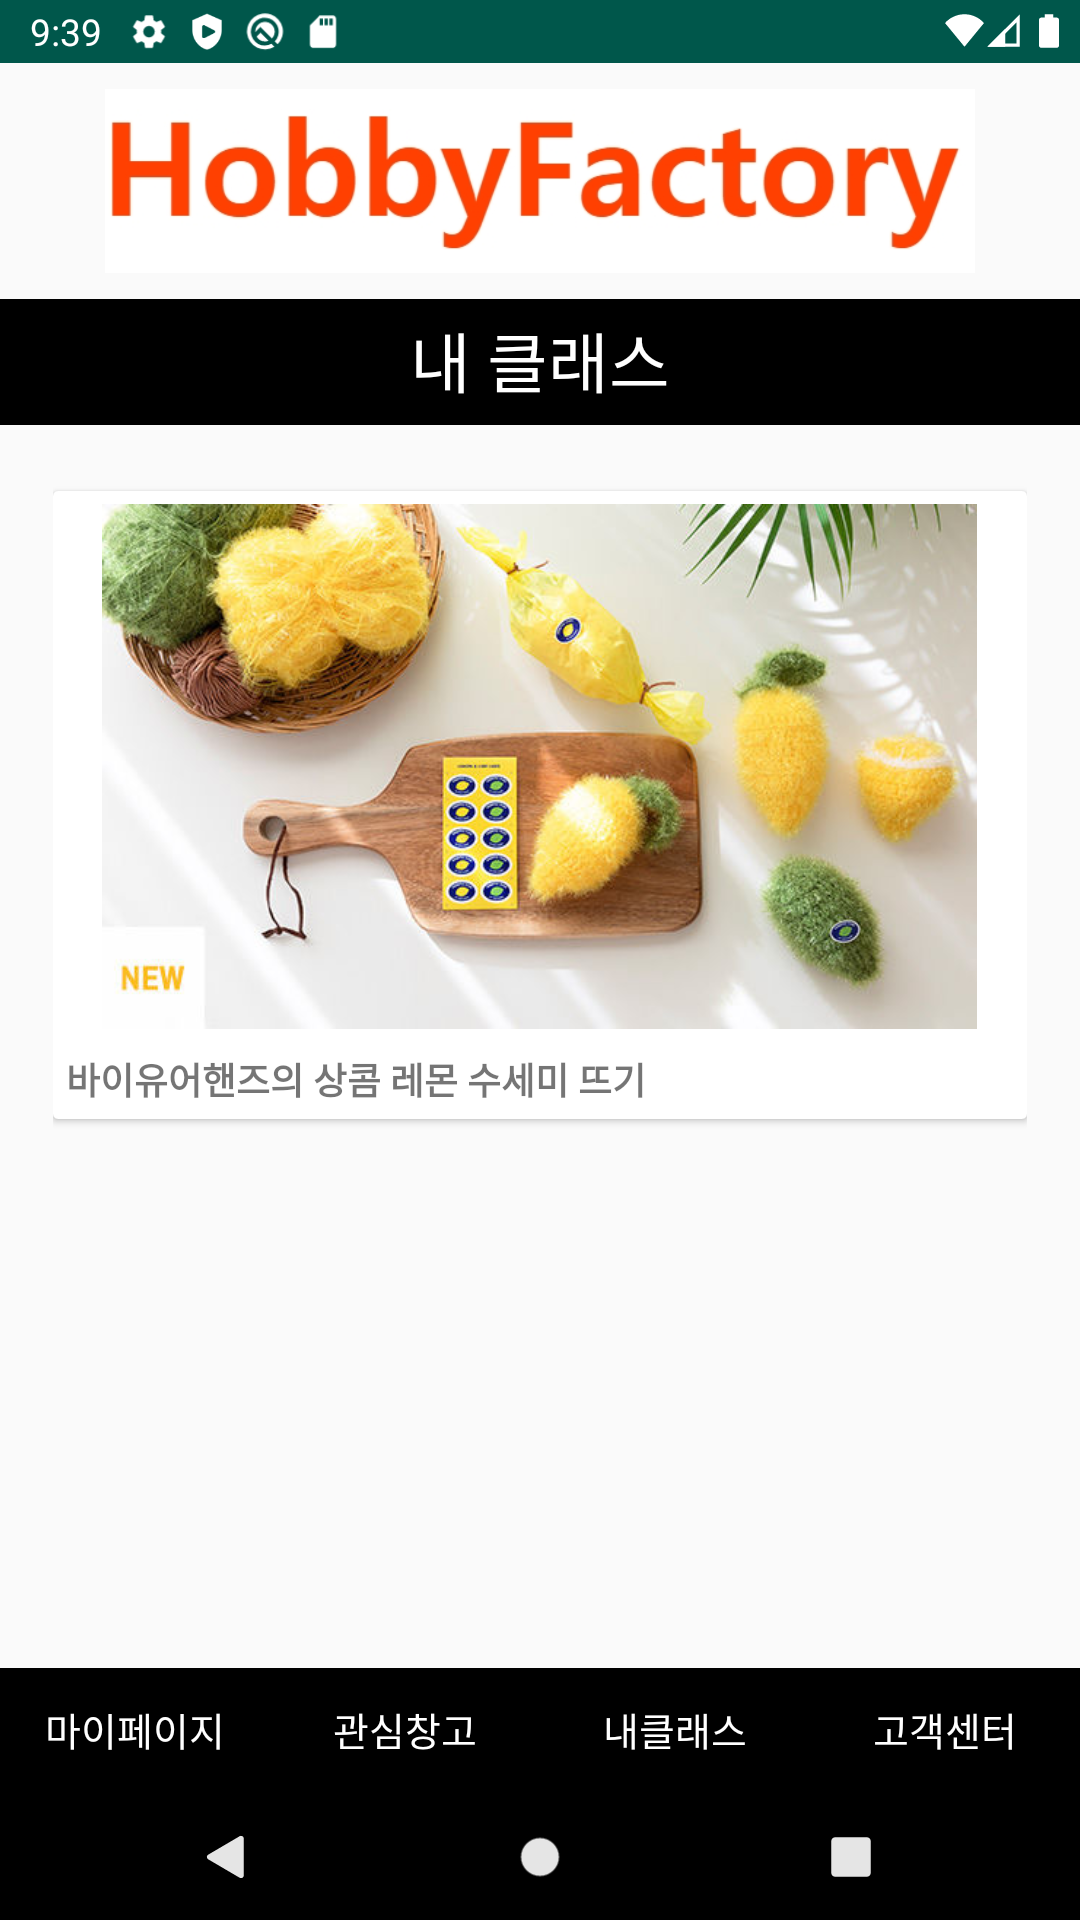 9:39
HobbyFactory
내 클래스
NEW
바이유어핸즈의 상콤 레몬 수세미 뜨기
마이페이지 관심창고 내클래스 고객센터